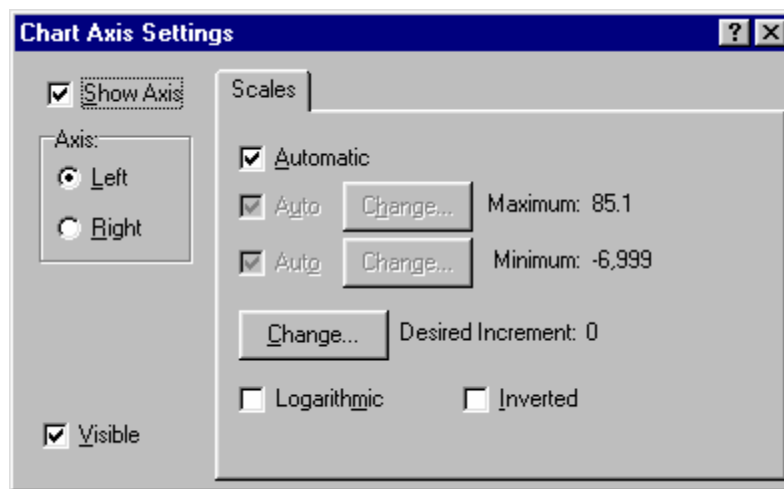 Chart Axis Settings
Show Axis
Scales
Axis:
Left
Right
Automatic
Auto Change... Maximum: 85.1
Auto Change... Minimum: -6,999
Change... Desired Increment: 0
Logarithmic Inverted
Visible